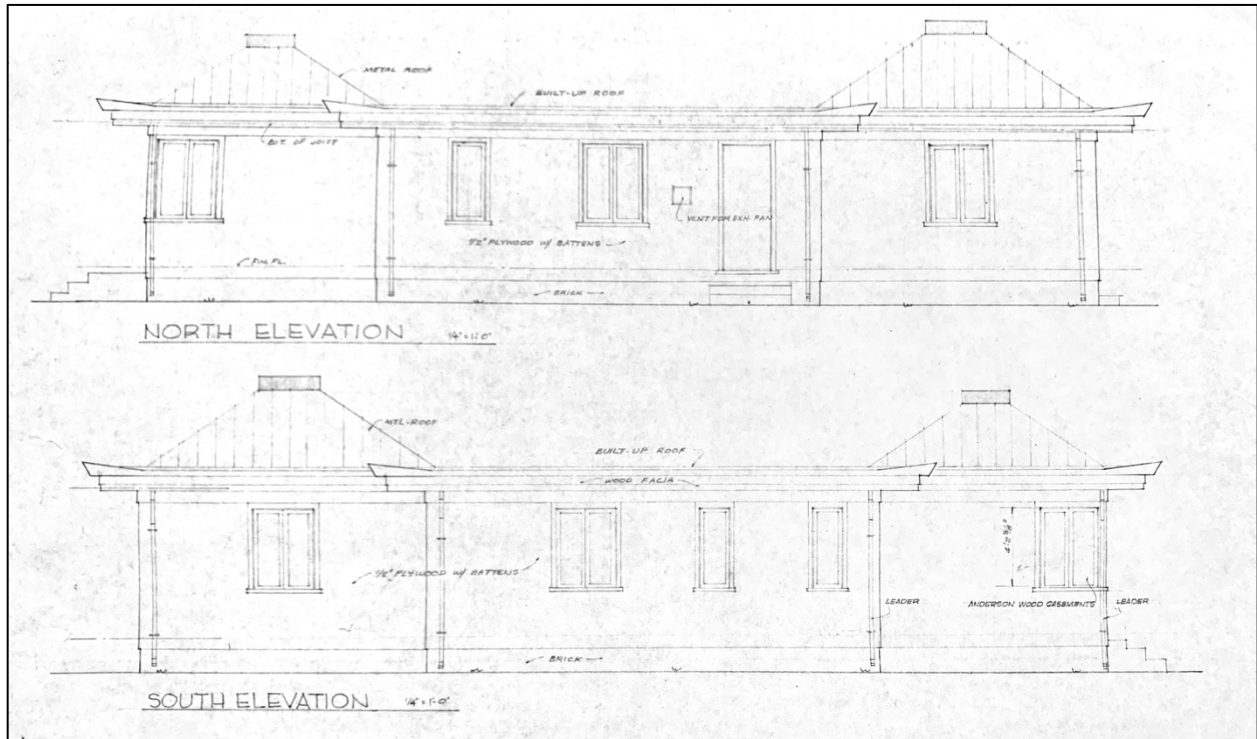 METAL ROOF
BUILT-UP ROOF
BOT. OF JOIST
VENT FOR EXH. FAN
1/2" PLYWOOD W/ BATTENS
FIN. FL.
BRICK
NORTH ELEVATION 1/4"=1'-0"
MTL-ROOF
BUILT-UP ROOF
WOOD FACIA
1/2" PLYWOOD W/ BATTENS
LEADER
ANDERSON WOOD CASEMENTS
LEADER
BRICK
SOUTH ELEVATION 1/4"=1'-0"